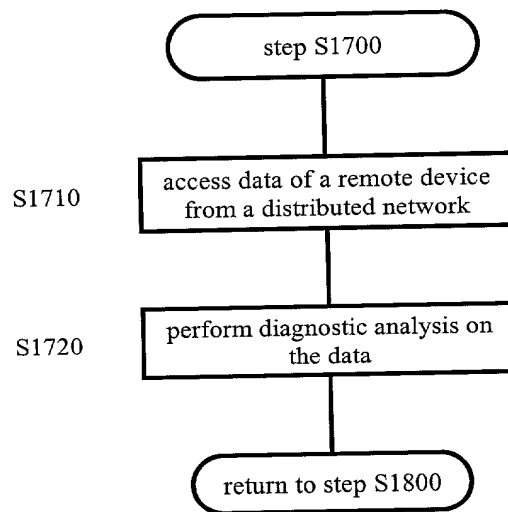 step S1700
S1710
access data of a remote device
from a distributed network
S1720
perform diagnostic analysis on
the data
return to step S1800